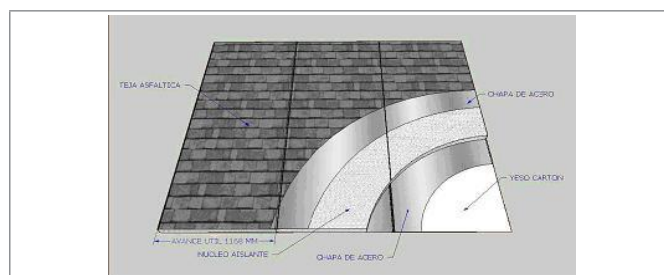 TEJA ASFALTICA
CHAPA DE ACERO
YESO CARTON
AVANCE UTIL 1168 MM
NUCLEO AISLANTE
CHAPA DE ACERO